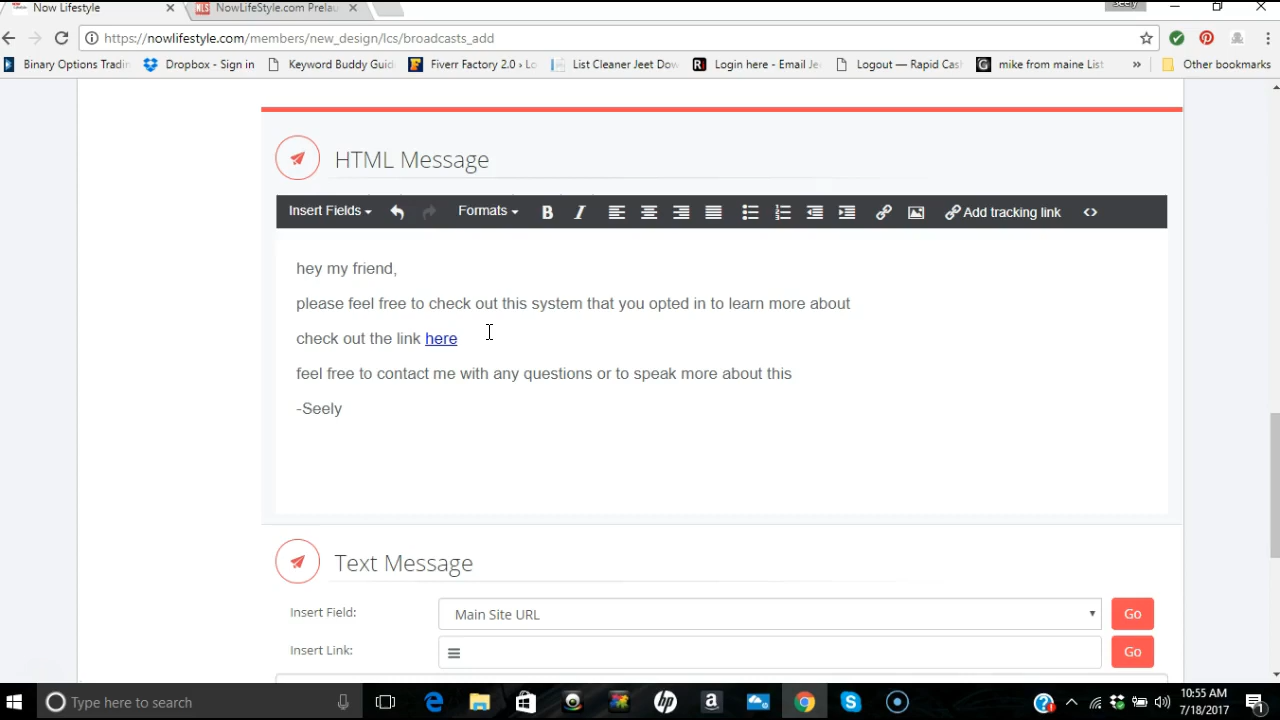 Now Lifestyle
NowLifeStyle.com Prelau
Seely
https://nowlifestyle.com/members/new_design/lcs/broadcasts_add
Binary Options Tradin Dropbox - Sign in Keyword Buddy Guid Fiverr Factory 2.0 › Lo List Cleaner Jeet Dow Login here - Email Je Logout — Rapid Cas mike from maine List » Other bookmarks
HTML Message
Insert Fields Formats B I Add tracking link
hey my friend,
please feel free to check out this system that you opted in to learn more about
check out the link here
feel free to contact me with any questions or to speak more about this
-Seely
Text Message
Insert Field: Main Site URL Go
Insert Link: Go
Type here to search
10:55 AM
7/18/2017